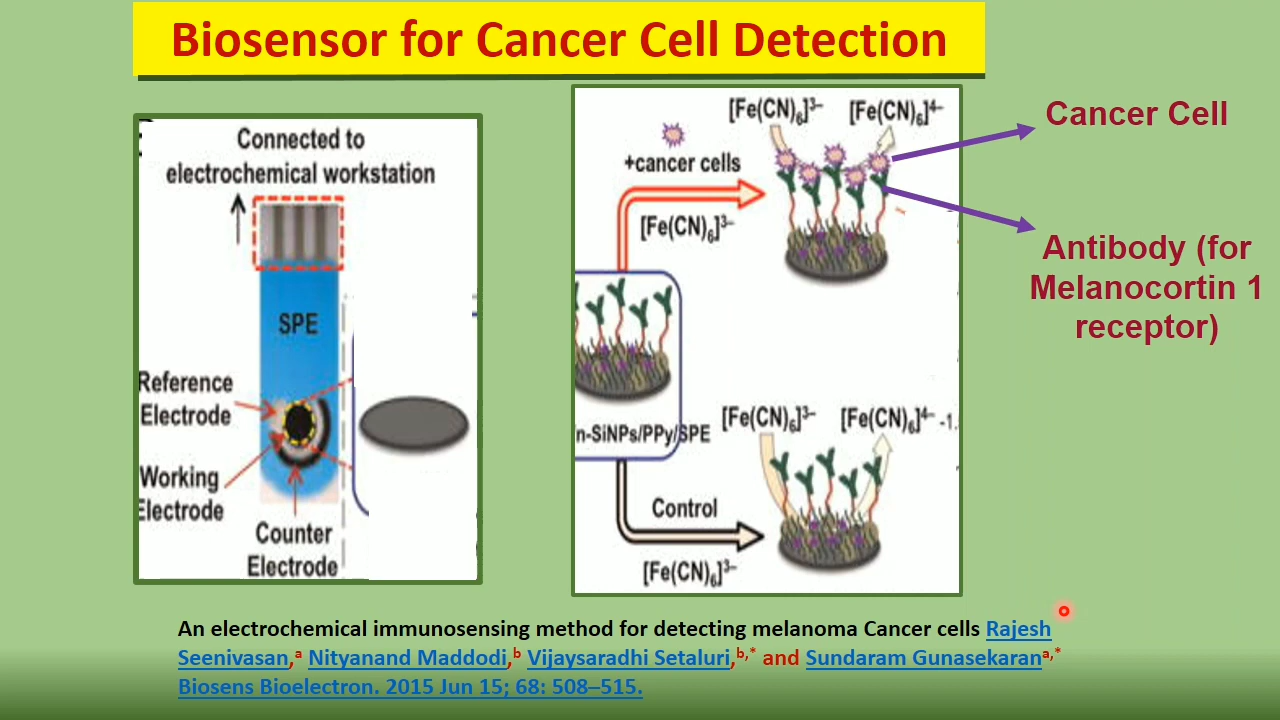 Biosensor for Cancer Cell Detection
Connected to
electrochemical workstation
SPE
Reference
Electrode
Working
Electrode
Counter
Electrode
[Fe(CN)₆]³⁻
[Fe(CN)₆]⁴⁻
+cancer cells
[Fe(CN)₆]³⁻
n-SiNPs/PPy/SPE
[Fe(CN)₆]³⁻
[Fe(CN)₆]⁴⁻
-1.
Control
[Fe(CN)₆]³⁻
Cancer Cell
Antibody (for
Melanocortin 1
receptor)
An electrochemical immunosensing method for detecting melanoma Cancer cells Rajesh
Seenivasan,ᵃ Nityanand Maddodi,ᵇ Vijaysaradhi Setaluri,ᵇ,* and Sundaram Gunasekaranᵃ,*
Biosens Bioelectron. 2015 Jun 15; 68: 508–515.